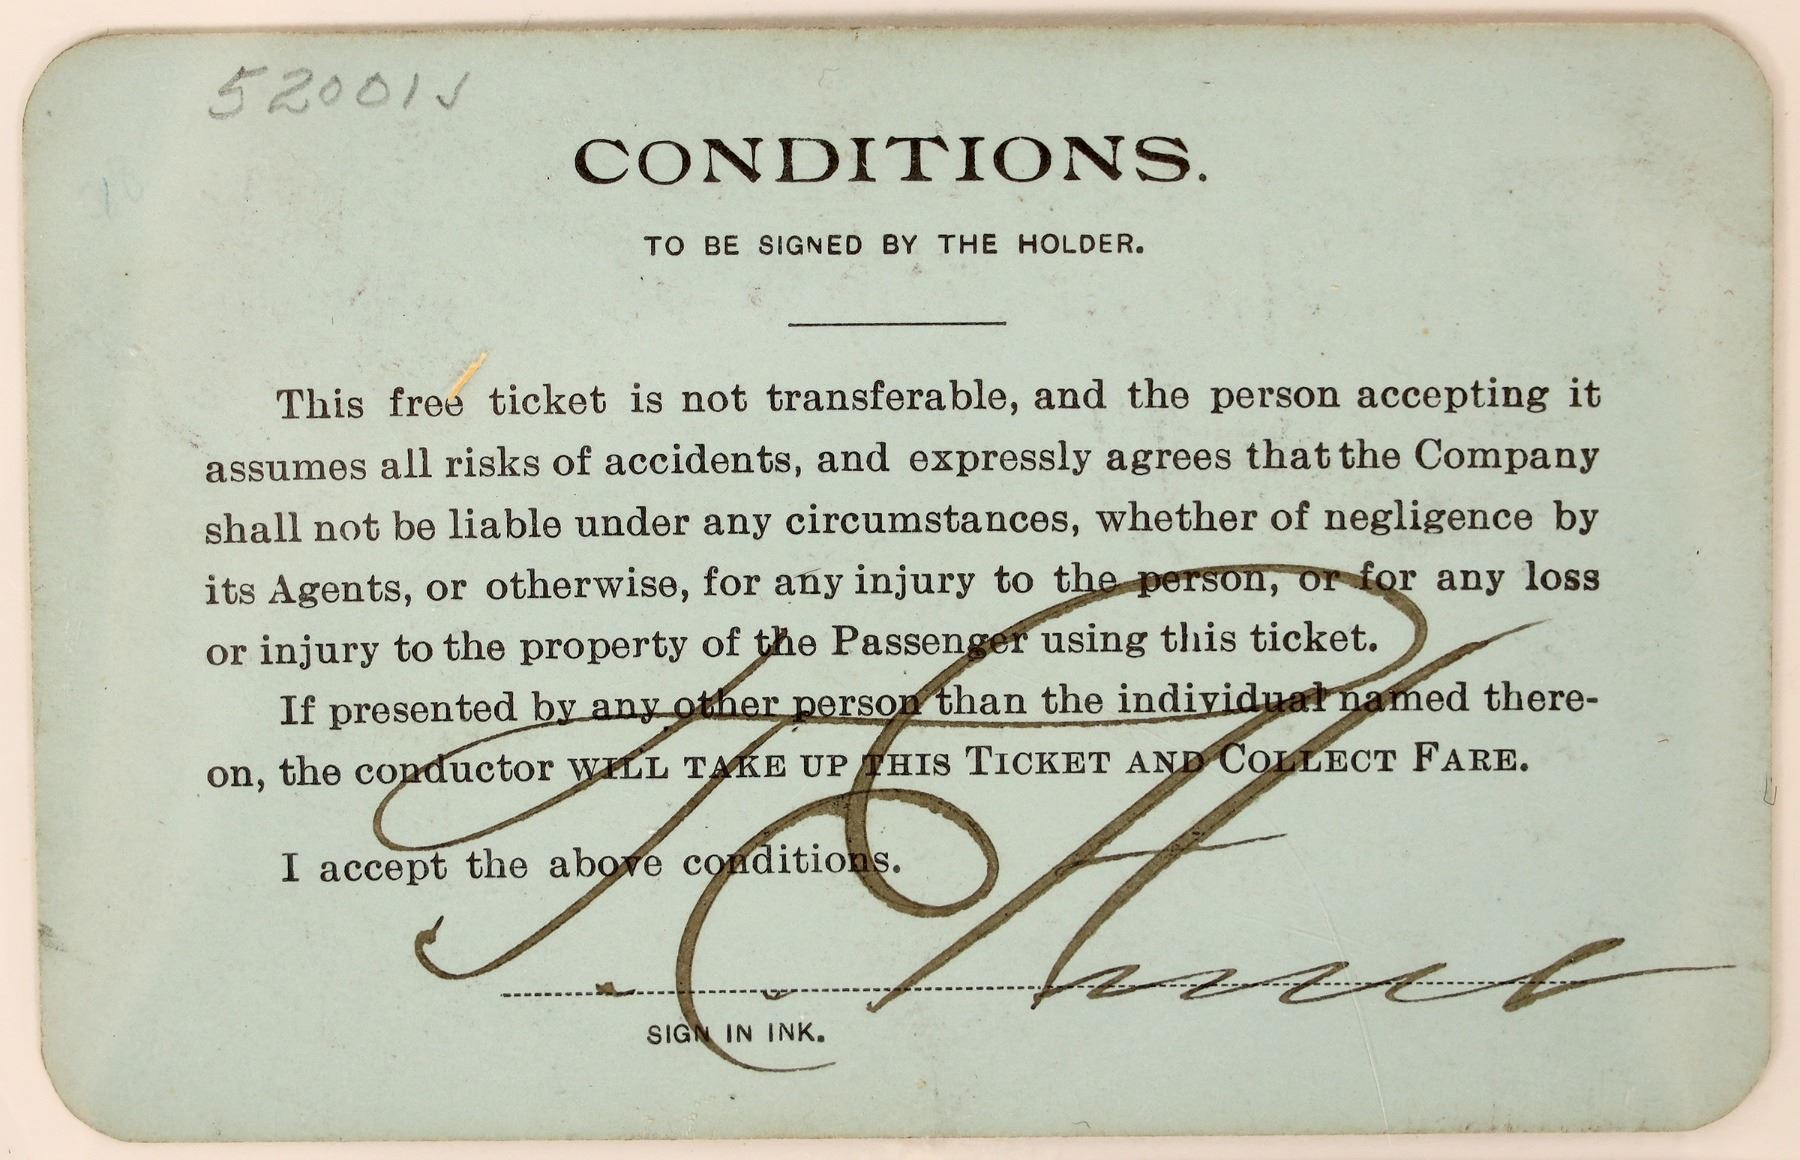 52001
CONDITIONS.
TO BE SIGNED BY THE HOLDER.
This free ticket is not transferable, and the person accepting it
assumes all risks of accidents, and expressly agrees that the Company
shall not be liable under any circumstances, whether of negligence by
its Agents, or otherwise, for any injury to the person, or for any loss
or injury to the property of the Passenger using this ticket.
If presented by any other person than the individual named there-
on, the conductor WILL TAKE UP THIS TICKET AND COLLECT FARE.
I accept the above conditions.
SIGN IN INK.